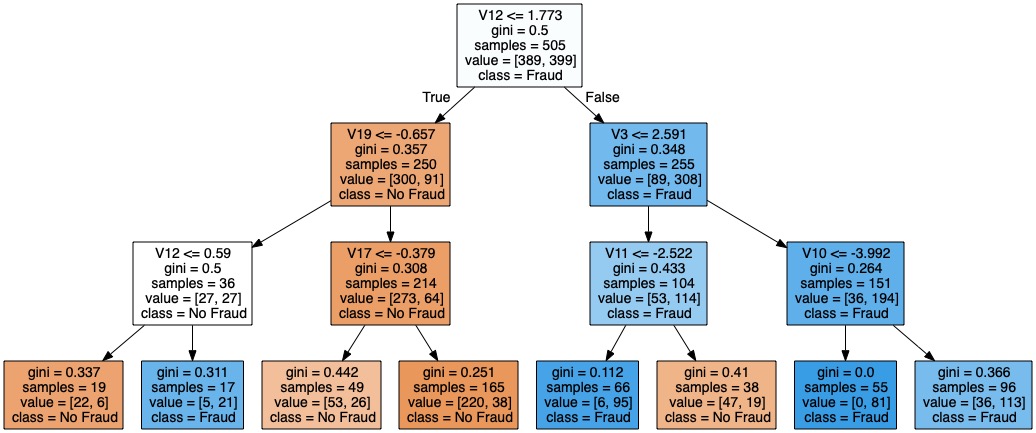 V12 <= 1.773
gini = 0.5
samples = 505
value = [389, 399]
class = Fraud
True
False
V19 <= -0.657
gini = 0.357
samples = 250
value = [300, 91]
class = No Fraud
V3 <= 2.591
gini = 0.348
samples = 255
value = [89, 308]
class = Fraud
V12 <= 0.59
gini = 0.5
samples = 36
value = [27, 27]
class = No Fraud
V17 <= -0.379
gini = 0.308
samples = 214
value = [273, 64]
class = No Fraud
V11 <= -2.522
gini = 0.433
samples = 104
value = [53, 114]
class = Fraud
V10 <= -3.992
gini = 0.264
samples = 151
value = [36, 194]
class = Fraud
gini = 0.337
samples = 19
value = [22, 6]
class = No Fraud
gini = 0.311
samples = 17
value = [5, 21]
class = Fraud
gini = 0.442
samples = 49
value = [53, 26]
class = No Fraud
gini = 0.251
samples = 165
value = [220, 38]
class = No Fraud
gini = 0.112
samples = 66
value = [6, 95]
class = Fraud
gini = 0.41
samples = 38
value = [47, 19]
class = No Fraud
gini = 0.0
samples = 55
value = [0, 81]
class = Fraud
gini = 0.366
samples = 96
value = [36, 113]
class = Fraud